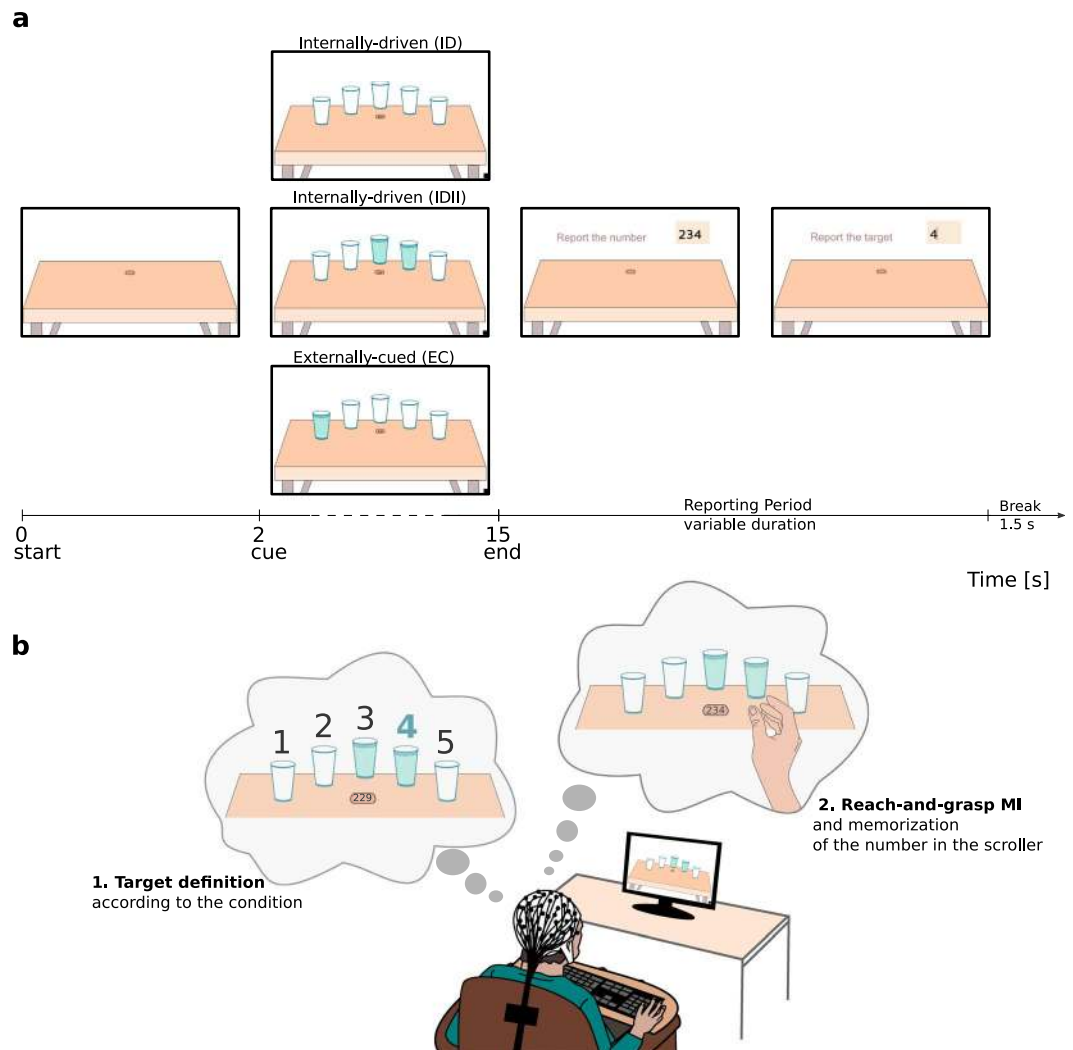 a
Internally-driven (ID)
Internally-driven (IDII)
Report the number 234
Report the target 4
Externally-cued (EC)
0
start
2
cue
15
end
Reporting Period
variable duration
Break
1.5 s
Time [s]
b
1 2 3 4 5
229
234
1. Target definition
according to the condition
2. Reach-and-grasp MI
and memorization
of the number in the scroller